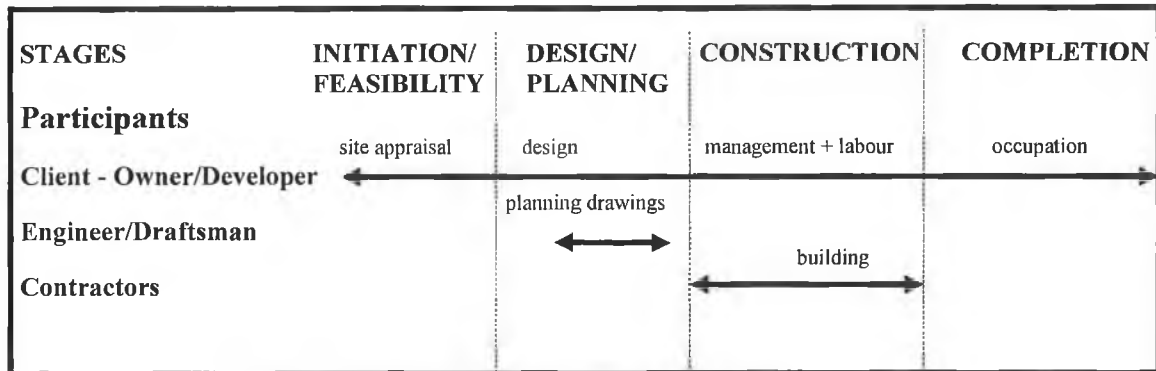 STAGES INITIATION/ DESIGN/ CONSTRUCTION COMPLETION
FEASIBILITY PLANNING
Participants
site appraisal design management + labour occupation
Client - Owner/Developer
planning drawings
Engineer/Draftsman
building
Contractors